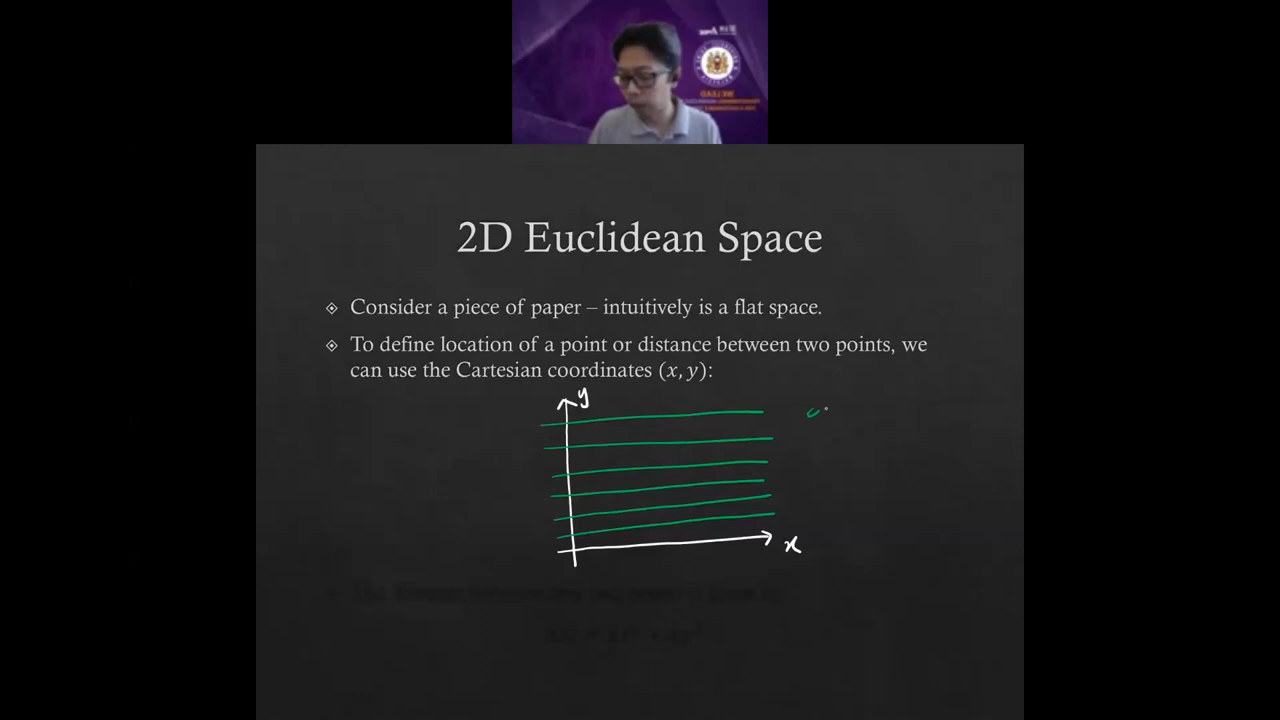 2D Euclidean Space
Consider a piece of paper – intuitively is a flat space.
To define location of a point or distance between two points, we
can use the Cartesian coordinates (x, y):
y
x